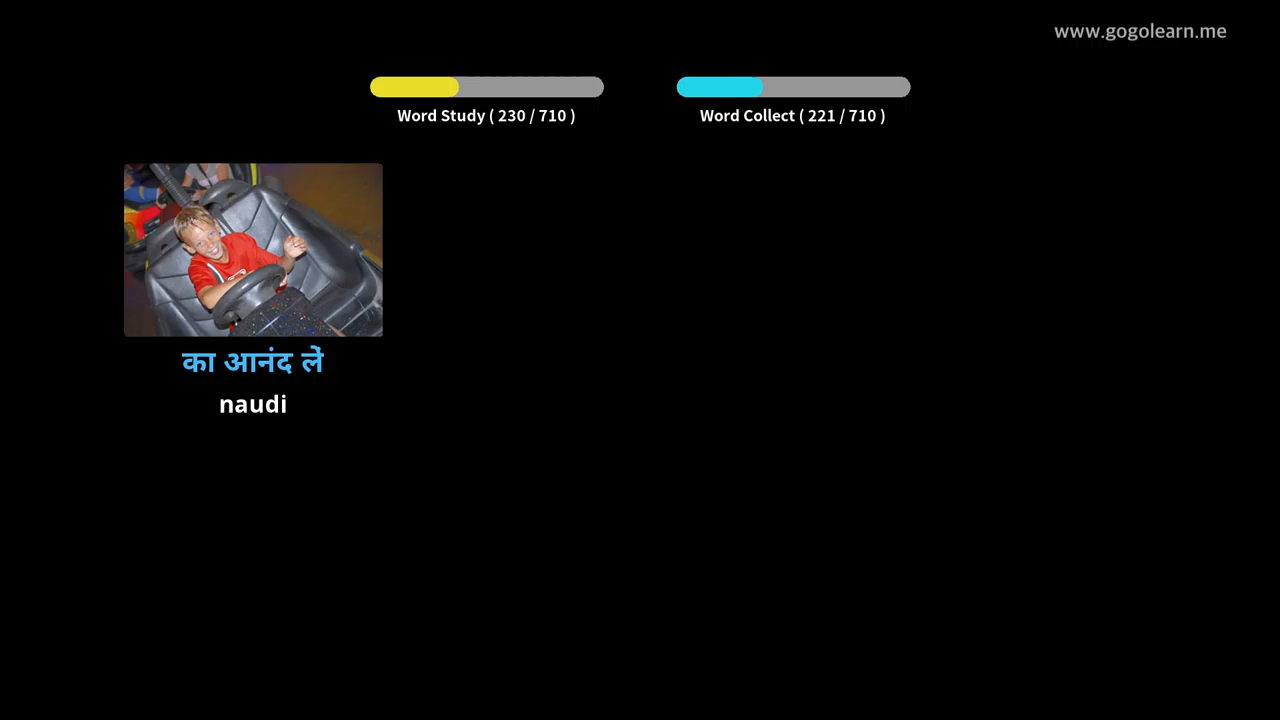 www.gogolearn.me
Word Study ( 230 / 710 )
Word Collect ( 221 / 710 )
का आनंद लें
naudi